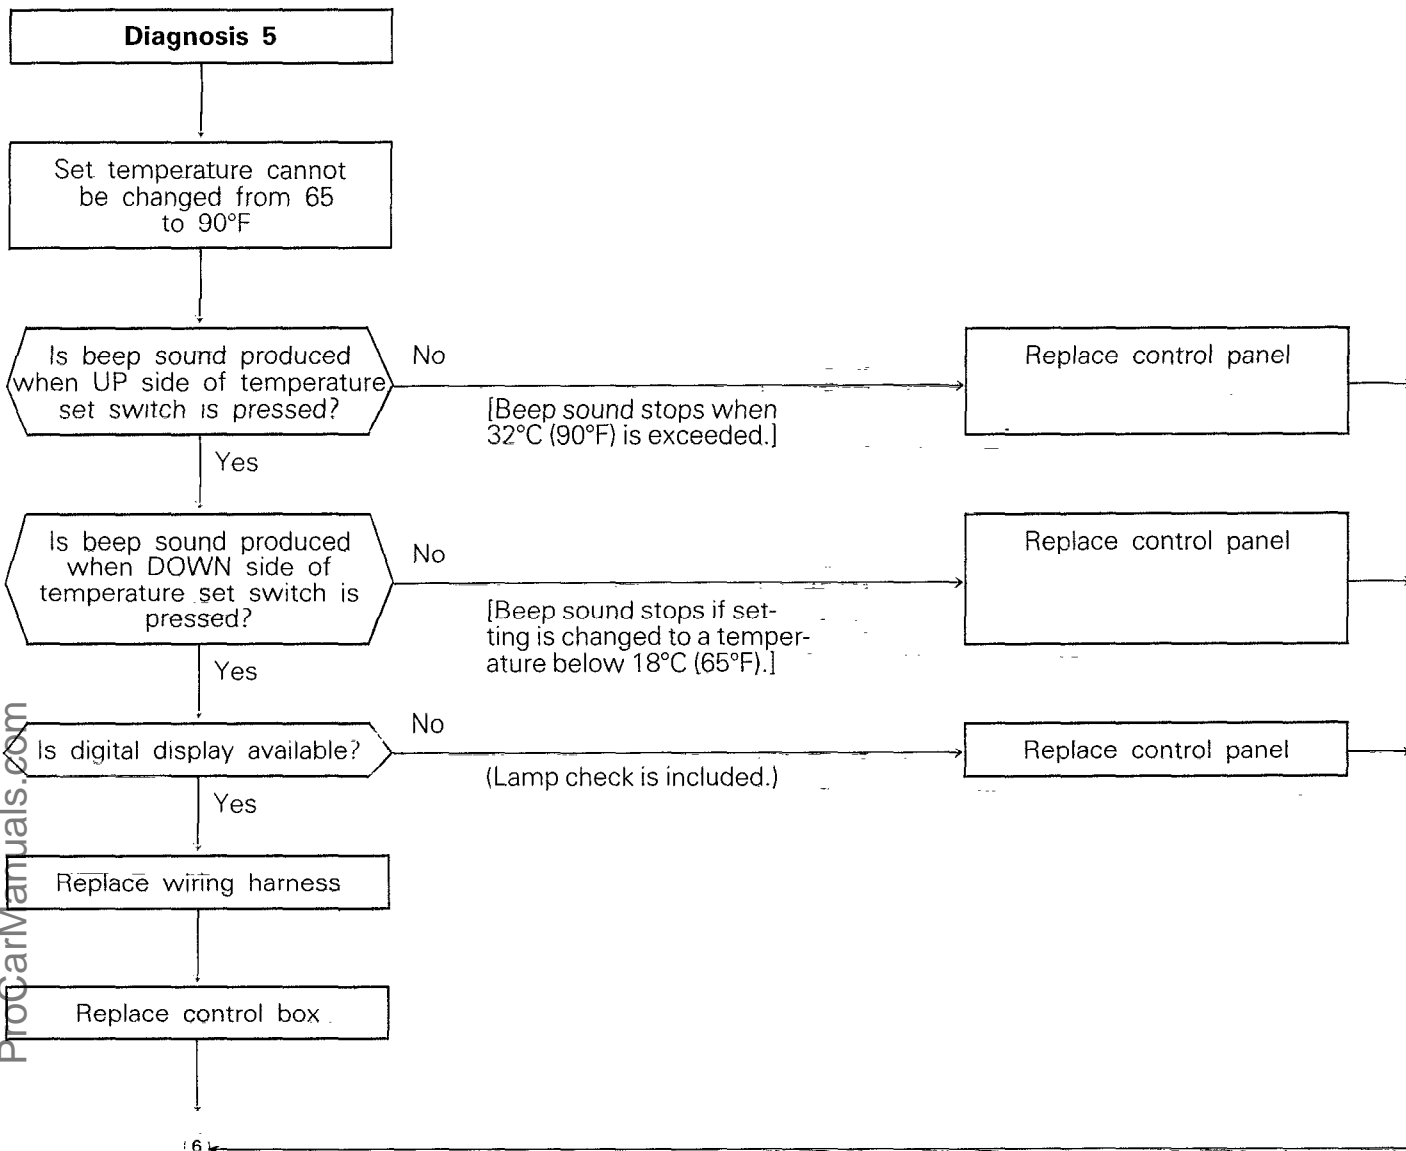 Diagnosis 5
Set temperature cannot
be changed from 65
to 90°F
Is beep sound produced
when UP side of temperature
set switch is pressed?
No
[Beep sound stops when
32°C (90°F) is exceeded.]
Replace control panel
Yes
Is beep sound produced
when DOWN side of
temperature set switch is
pressed?
No
[Beep sound stops if set-
ting is changed to a temper-
ature below 18°C (65°F).]
Replace control panel
Yes
Is digital display available?
No
(Lamp check is included.)
Replace control panel
Yes
Replace wiring harness
Replace control box
(6)
ProCarManuals.com